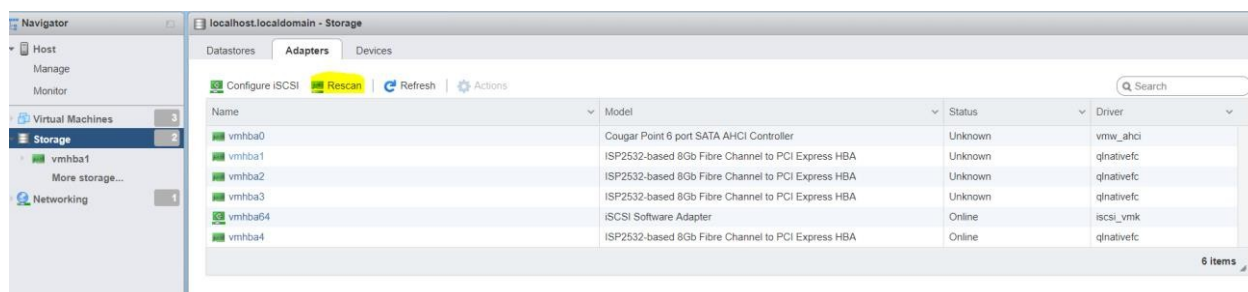 Navigator
localhost.localdomain - Storage
Host
Manage
Monitor
Virtual Machines 3
Storage 2
vmhba1
More storage...
Networking 1
Datastores Adapters Devices
Configure iSCSI Rescan Refresh Actions Search
Name Model Status Driver
vmhba0 Cougar Point 6 port SATA AHCI Controller Unknown vmw_ahci
vmhba1 ISP2532-based 8Gb Fibre Channel to PCI Express HBA Unknown qlnativefc
vmhba2 ISP2532-based 8Gb Fibre Channel to PCI Express HBA Unknown qlnativefc
vmhba3 ISP2532-based 8Gb Fibre Channel to PCI Express HBA Unknown qlnativefc
vmhba64 iSCSI Software Adapter Online iscsi_vmk
vmhba4 ISP2532-based 8Gb Fibre Channel to PCI Express HBA Online qlnativefc
6 items